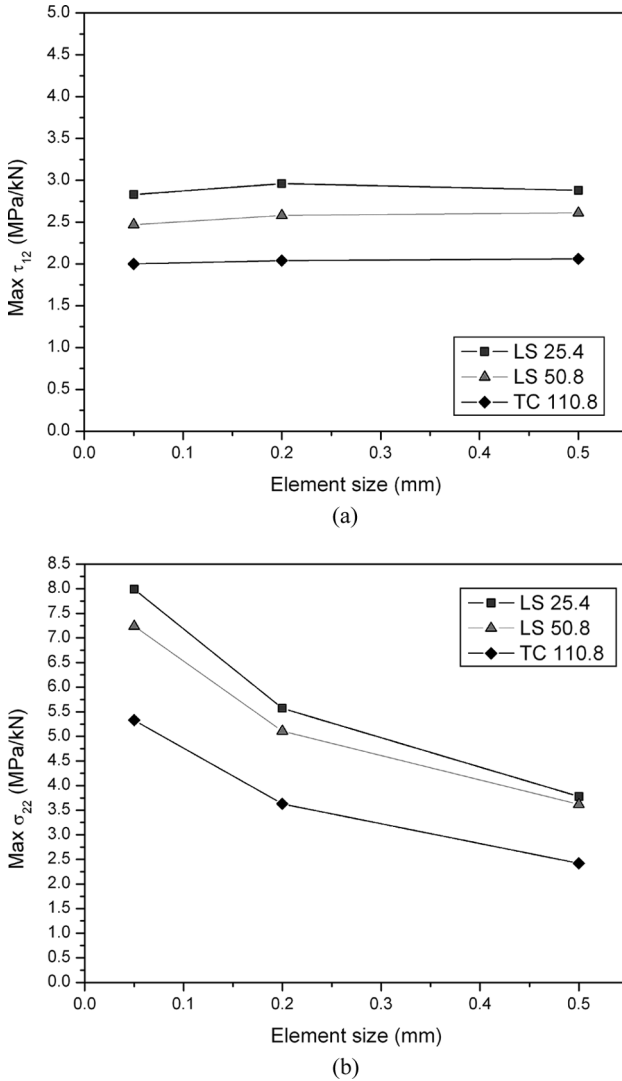 5.0
4.5
4.0
3.5
3.0
2.5
2.0
1.5
1.0
0.5
0.0
Max τ12 (MPa/kN)
LS 25.4
LS 50.8
TC 110.8
0.0 0.1 0.2 0.3 0.4 0.5
Element size (mm)
(a)
8.5
8.0
7.5
7.0
6.5
6.0
5.5
5.0
4.5
4.0
3.5
3.0
2.5
2.0
1.5
1.0
0.5
0.0
Max σ22 (MPa/kN)
LS 25.4
LS 50.8
TC 110.8
0.0 0.1 0.2 0.3 0.4 0.5
Element size (mm)
(b)